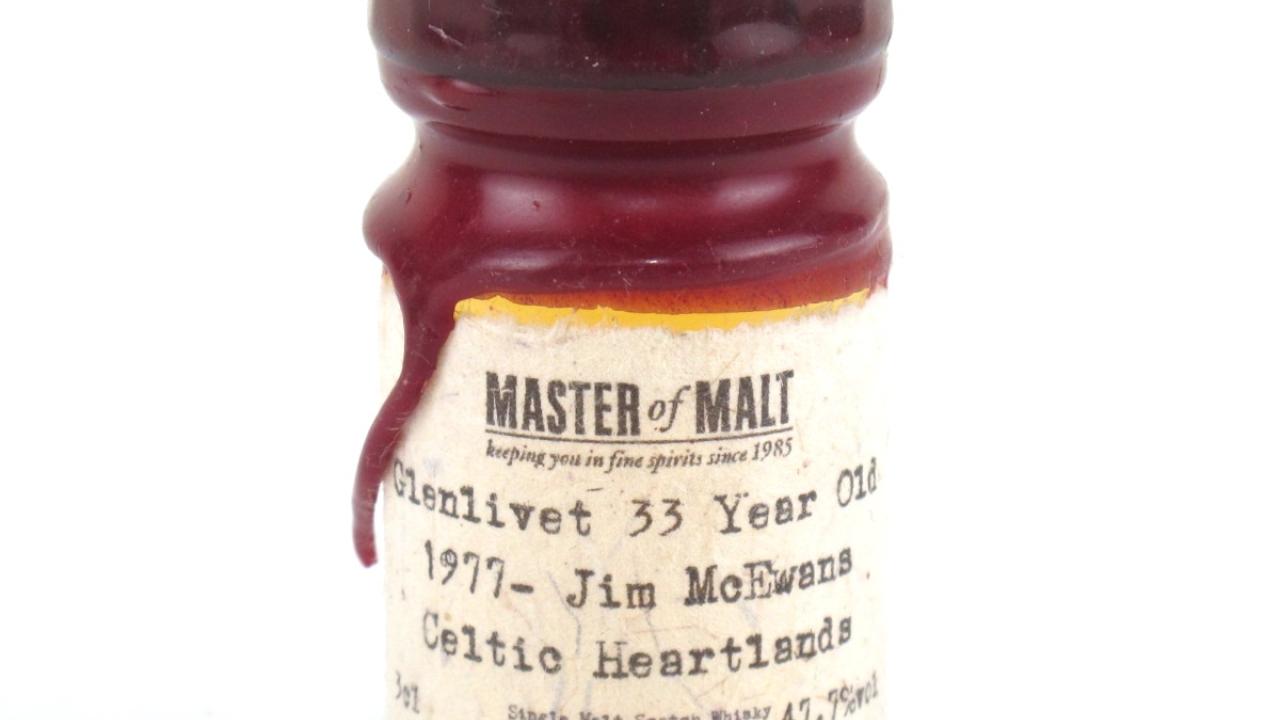 MASTER of MALT
keeping you in fine spirits since 1985
Glenlivet 33 Year Old
1977- Jim McEwans
Celtic Heartlands
3cl Single Malt Scotch Whisky 47.7%vol